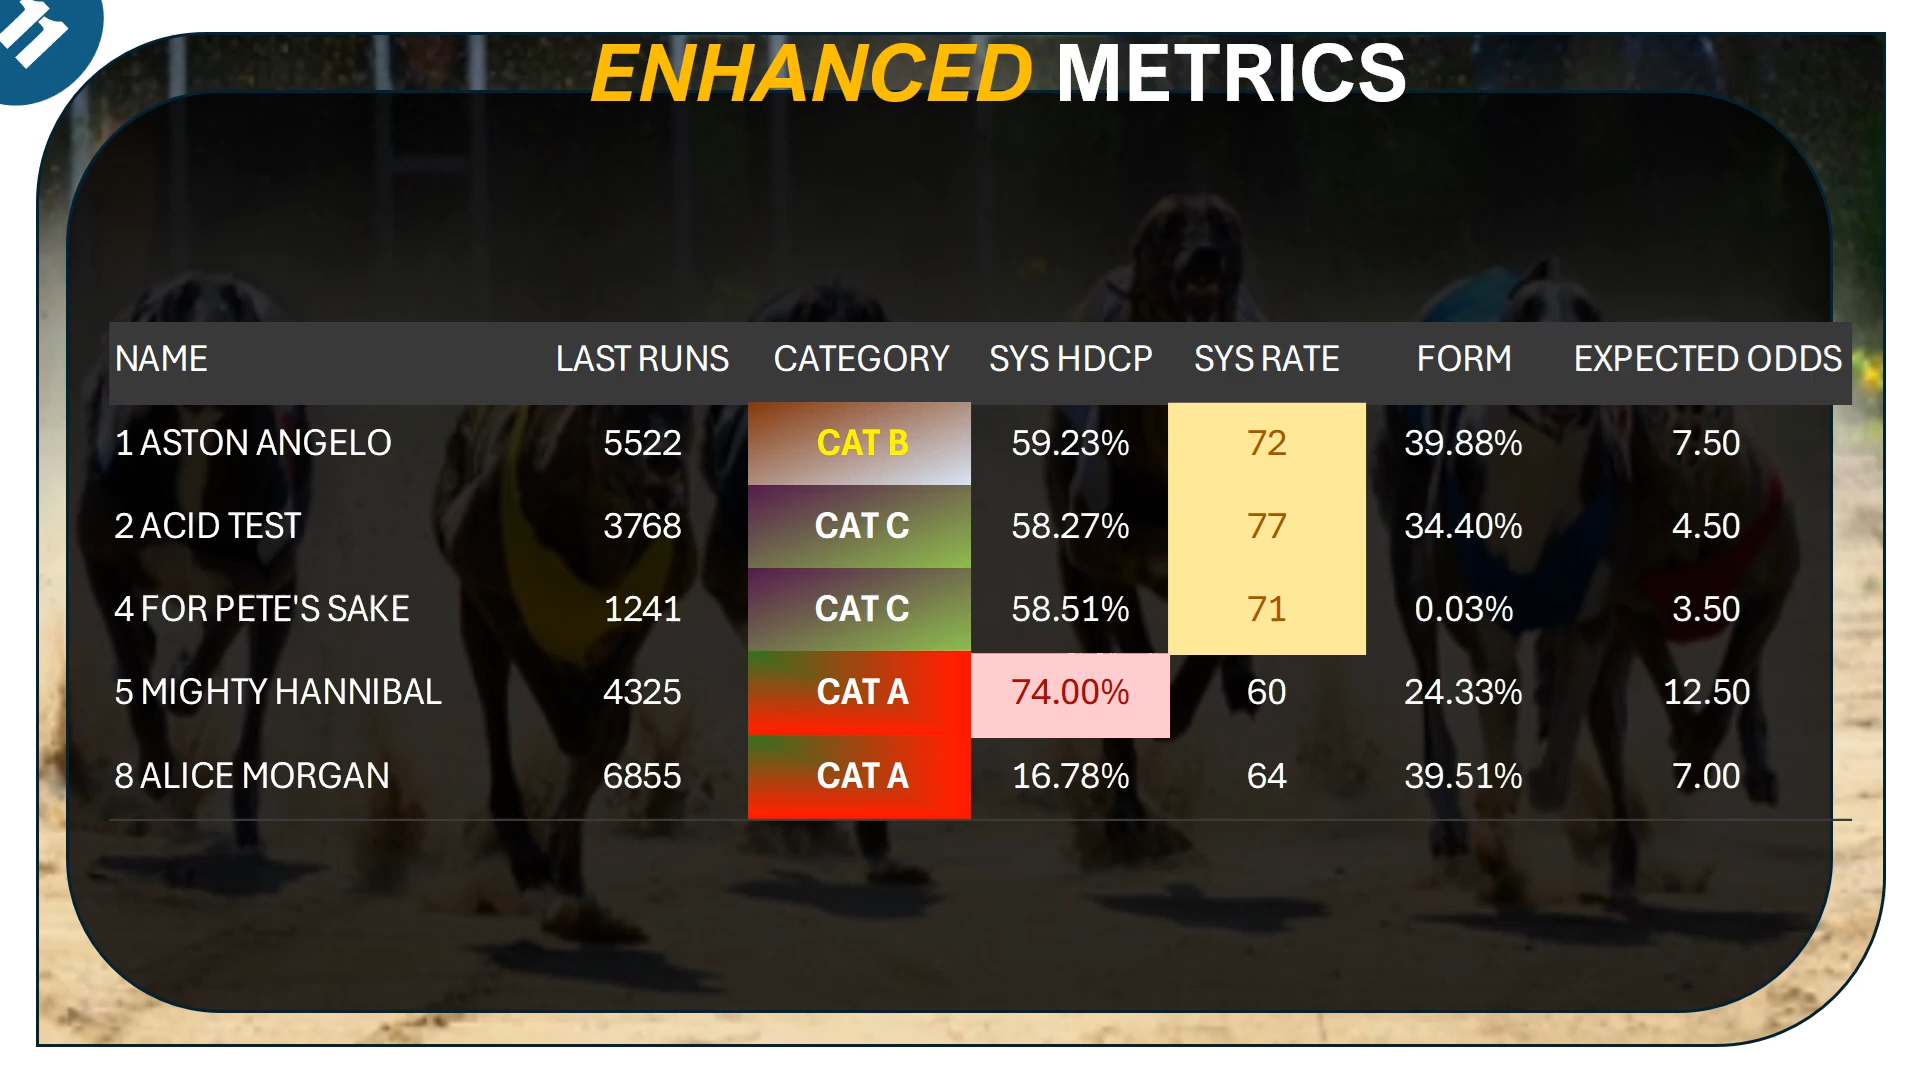 ENHANCED METRICS
NAME LAST RUNS CATEGORY SYS HDCP SYS RATE FORM EXPECTED ODDS
1 ASTON ANGELO 5522 CAT B 59.23% 72 39.88% 7.50
2 ACID TEST 3768 CAT C 58.27% 77 34.40% 4.50
4 FOR PETE'S SAKE 1241 CAT C 58.51% 71 0.03% 3.50
5 MIGHTY HANNIBAL 4325 CAT A 74.00% 60 24.33% 12.50
8 ALICE MORGAN 6855 CAT A 16.78% 64 39.51% 7.00